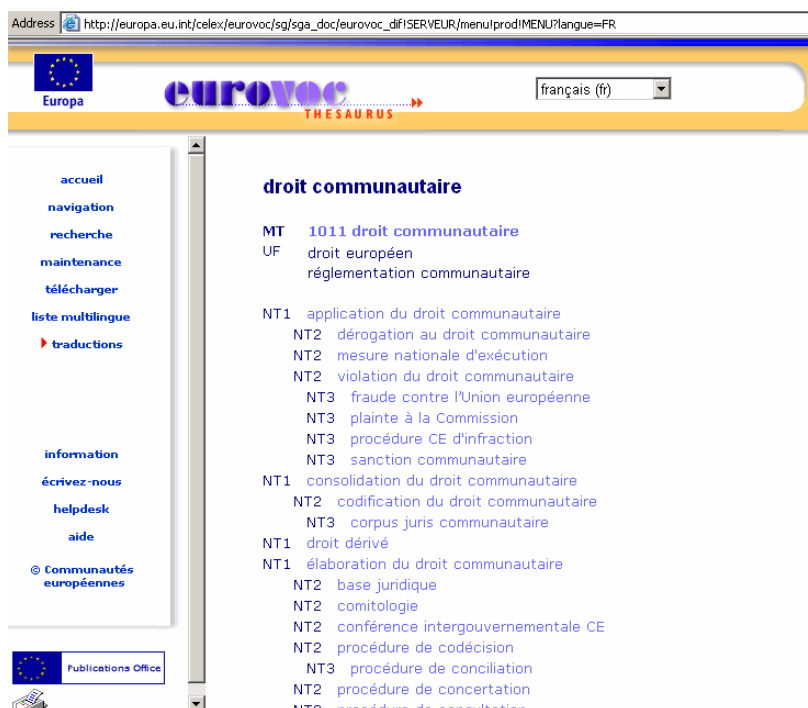 Address http://europa.eu.int/celex/eurovoc/sg/sga_doc/eurovoc_dif!SERVEUR/menu!prod!MENU?langue=FR
Europa
eurovoc
THESAURUS
français (fr)
accueil
navigation
recherche
maintenance
télécharger
liste multilingue
traductions
information
écrivez-nous
helpdesk
aide
© Communautés
européennes
Publications Office
droit communautaire
MT 1011 droit communautaire
UF droit européen
réglementation communautaire
NT1 application du droit communautaire
NT2 dérogation au droit communautaire
NT2 mesure nationale d'exécution
NT2 violation du droit communautaire
NT3 fraude contre l'Union européenne
NT3 plainte à la Commission
NT3 procédure CE d'infraction
NT3 sanction communautaire
NT1 consolidation du droit communautaire
NT2 codification du droit communautaire
NT3 corpus juris communautaire
NT1 droit dérivé
NT1 élaboration du droit communautaire
NT2 base juridique
NT2 comitologie
NT2 conférence intergouvernementale CE
NT2 procédure de codécision
NT3 procédure de conciliation
NT2 procédure de concertation
NT2 procédure de consultation